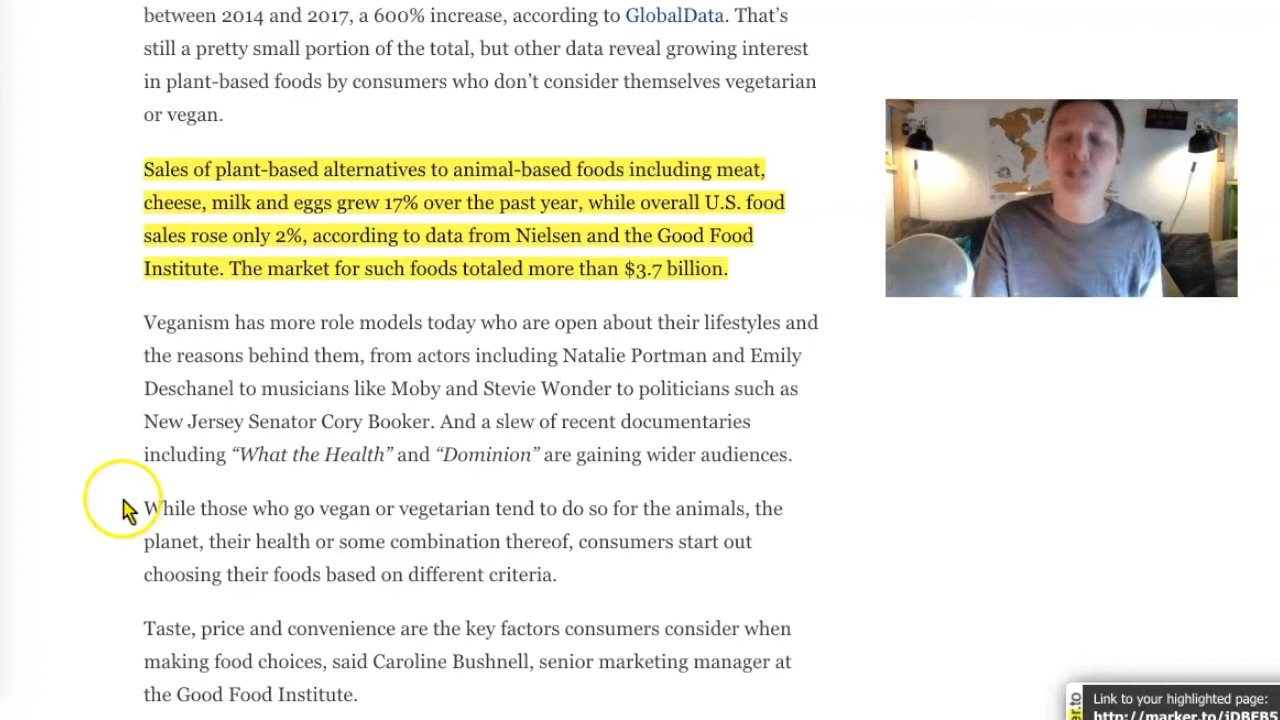 between 2014 and 2017, a 600% increase, according to GlobalData. That’s
still a pretty small portion of the total, but other data reveal growing interest
in plant-based foods by consumers who don’t consider themselves vegetarian
or vegan.
Sales of plant-based alternatives to animal-based foods including meat,
cheese, milk and eggs grew 17% over the past year, while overall U.S. food
sales rose only 2%, according to data from Nielsen and the Good Food
Institute. The market for such foods totaled more than $3.7 billion.
Veganism has more role models today who are open about their lifestyles and
the reasons behind them, from actors including Natalie Portman and Emily
Deschanel to musicians like Moby and Stevie Wonder to politicians such as
New Jersey Senator Cory Booker. And a slew of recent documentaries
including “What the Health” and “Dominion” are gaining wider audiences.
While those who go vegan or vegetarian tend to do so for the animals, the
planet, their health or some combination thereof, consumers start out
choosing their foods based on different criteria.
Taste, price and convenience are the key factors consumers consider when
making food choices, said Caroline Bushnell, senior marketing manager at
the Good Food Institute.
Link to your highlighted page: